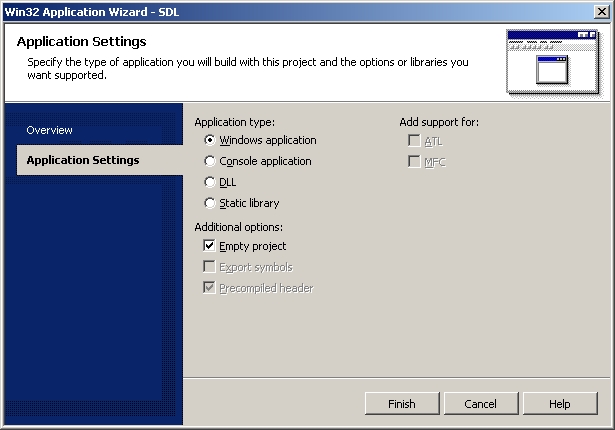 Win32 Application Wizard - SDL
Application Settings
Specify the type of application you will build with this project and the options or libraries you
want supported.
Overview
Application Settings
Application type:
Windows application
Console application
DLL
Static library
Additional options:
Empty project
Export symbols
Precompiled header
Add support for:
ATL
MFC
Finish
Cancel
Help